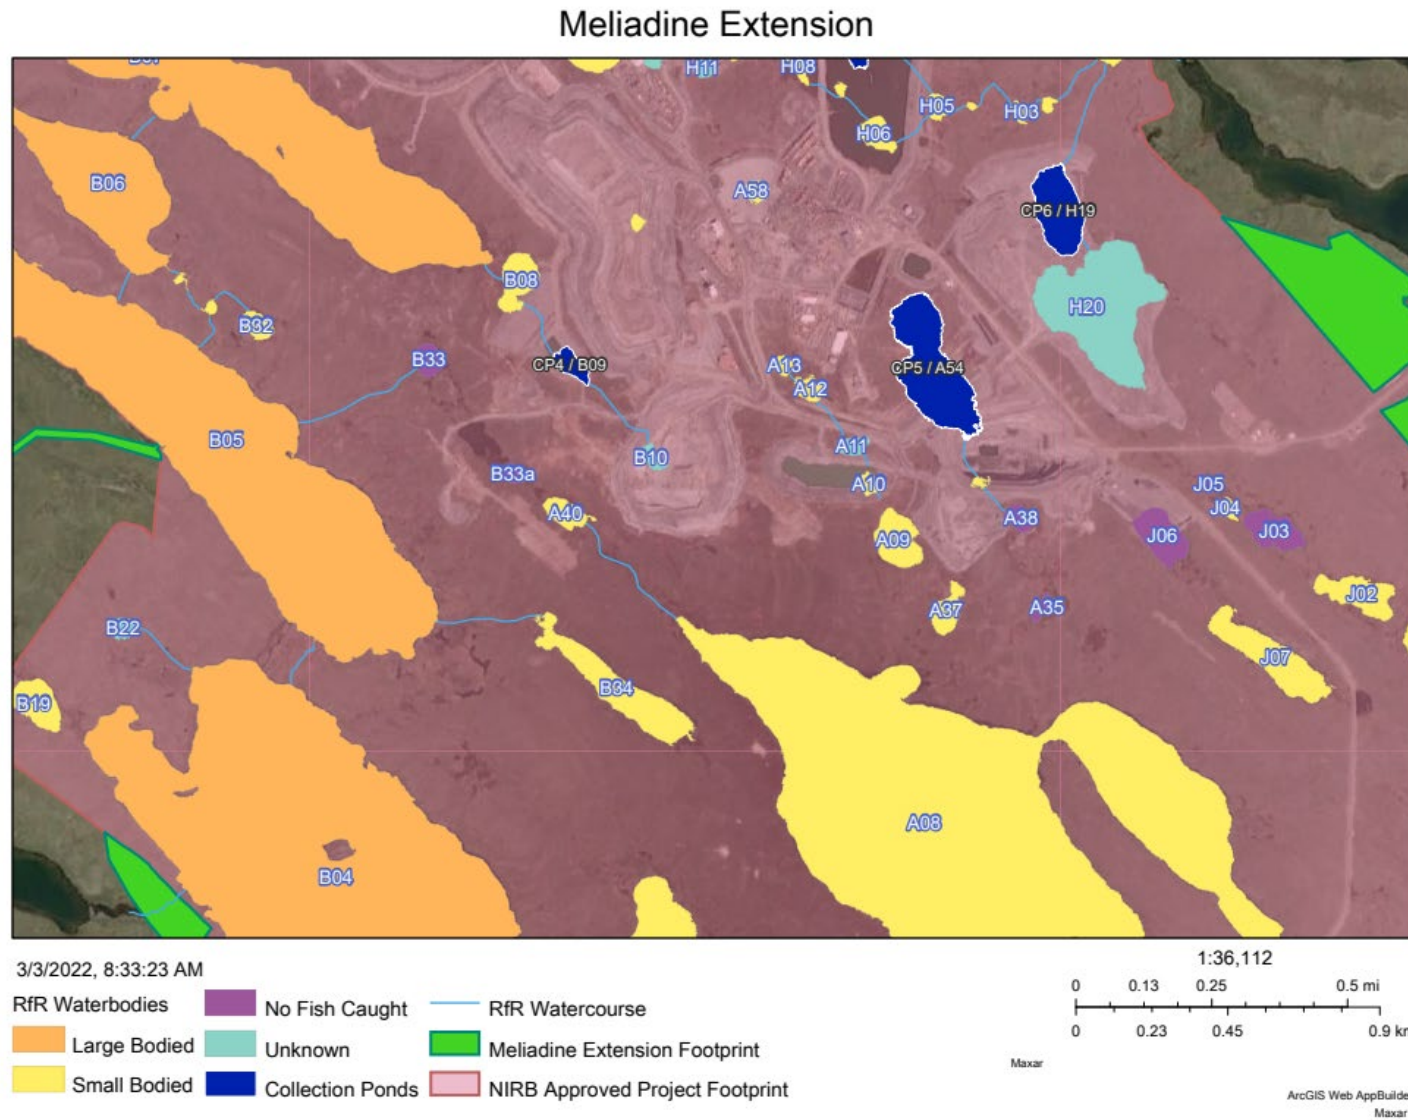 Meliadine Extension
H11
H08
H05
H03
H06
B06
A58
CP6 / H19
B08
H20
B32
B33
CP4 / B09
A13
CP5 / A54
A12
B05
A11
B10
B33a
A10
J05
J04
A40
A38
J03
J06
A09
J02
A37
A35
B22
J07
B34
B19
A08
B04
3/3/2022, 8:33:23 AM
RfR Waterbodies
Large Bodied
Small Bodied
No Fish Caught
Unknown
Collection Ponds
RfR Watercourse
Meliadine Extension Footprint
NIRB Approved Project Footprint
1:36,112
0 0.13 0.25 0.5 mi
0 0.23 0.45 0.9 km
Maxar
ArcGIS Web AppBuilde
Maxar